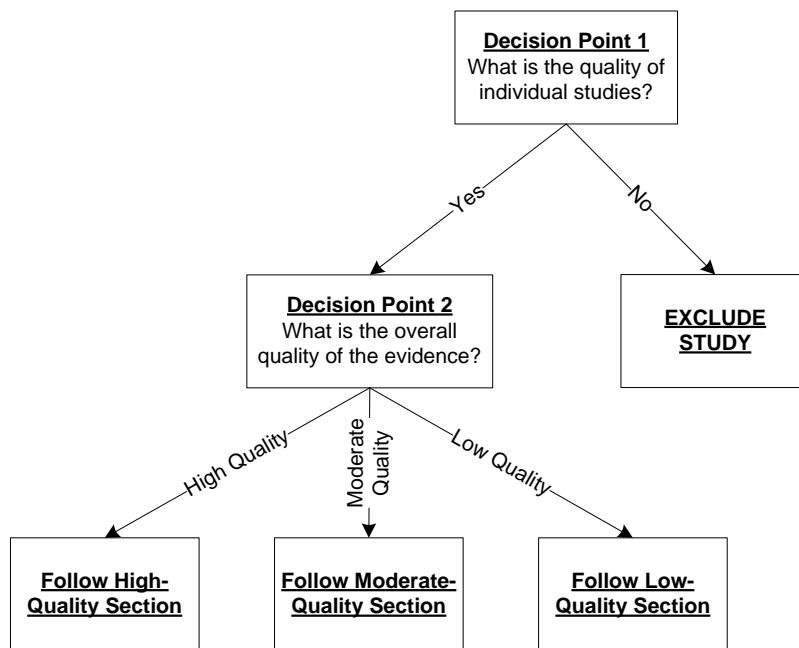 Decision Point 1
What is the quality of
individual studies?
Yes
No
Decision Point 2
What is the overall
quality of the evidence?
EXCLUDE
STUDY
High Quality
Moderate
Quality
Low Quality
Follow High-
Quality Section
Follow Moderate-
Quality Section
Follow Low-
Quality Section